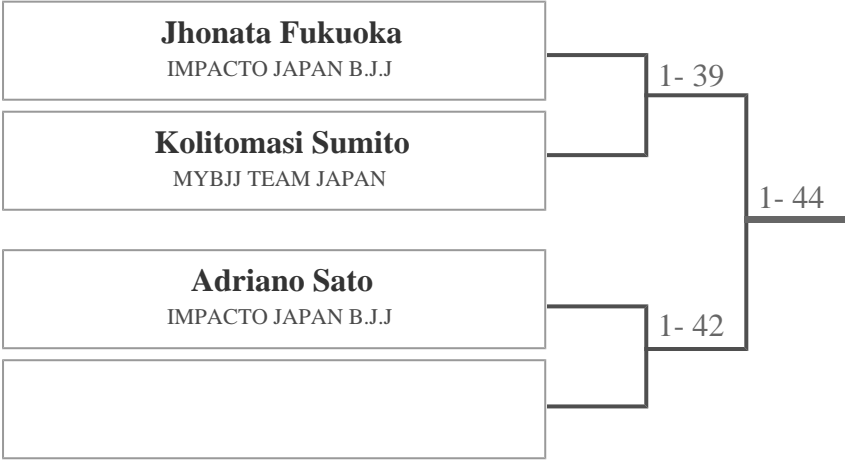 Jhonata Fukuoka
IMPACTO JAPAN B.J.J
1- 39
Kolitomasi Sumito
MYBJJ TEAM JAPAN
1- 44
Adriano Sato
IMPACTO JAPAN B.J.J
1- 42